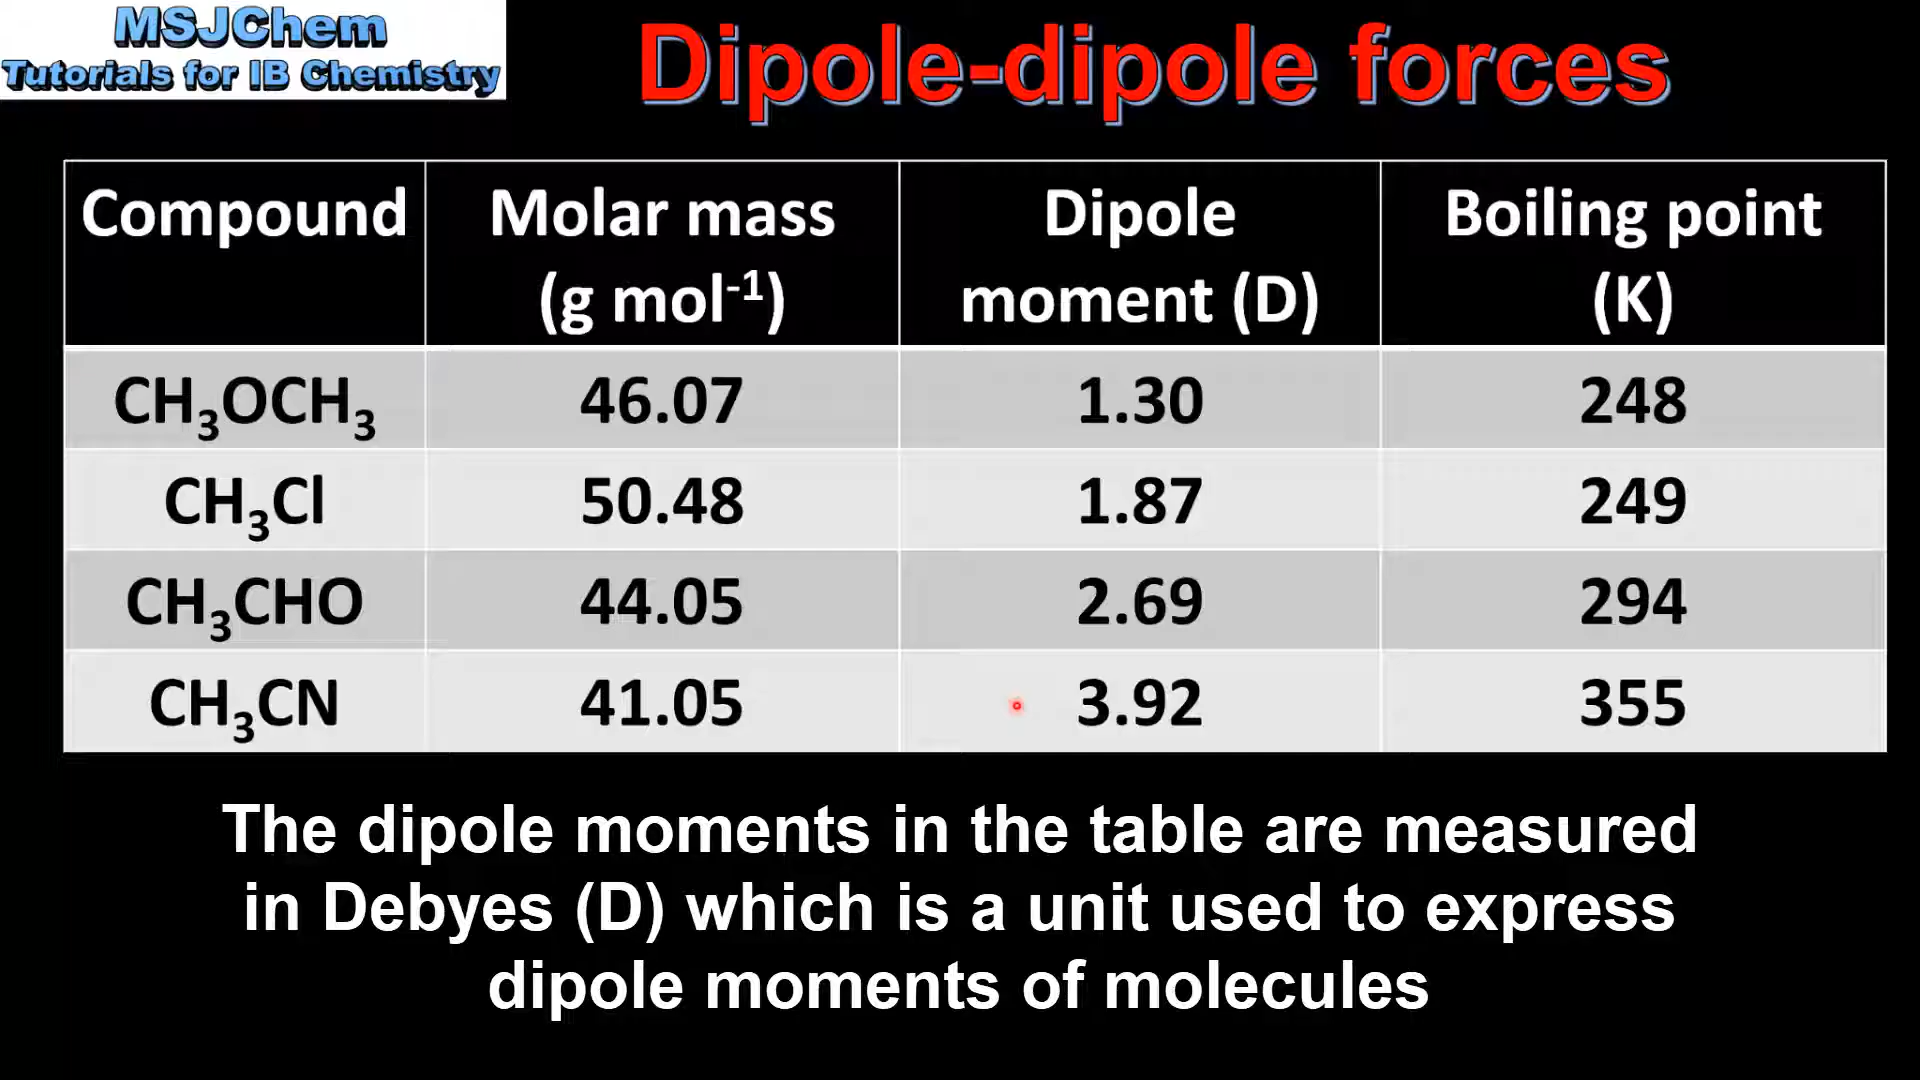 MSJChem
Tutorials for IB Chemistry
Dipole-dipole forces
Compound Molar mass (g mol⁻¹) Dipole moment (D) Boiling point (K)
CH₃OCH₃ 46.07 1.30 248
CH₃Cl 50.48 1.87 249
CH₃CHO 44.05 2.69 294
CH₃CN 41.05 3.92 355
The dipole moments in the table are measured
in Debyes (D) which is a unit used to express
dipole moments of molecules